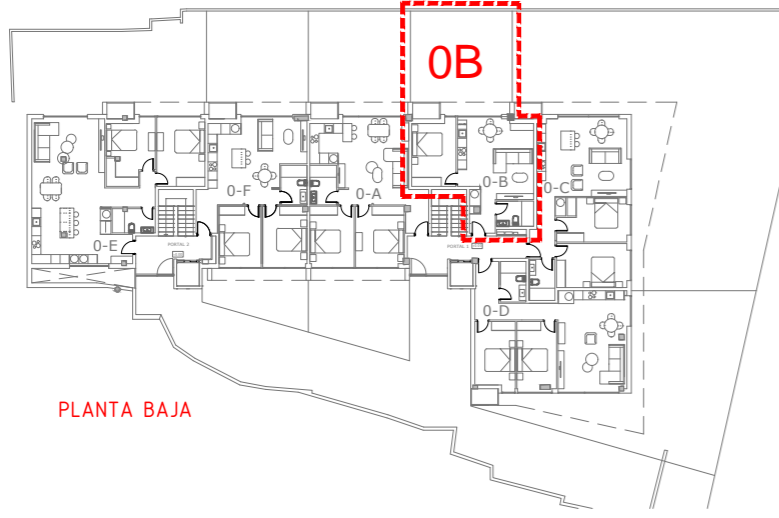 0B
0-F
0-A
0-B
0-C
0-E
PORTAL 2
PORTAL 1
0-D
PLANTA BAJA